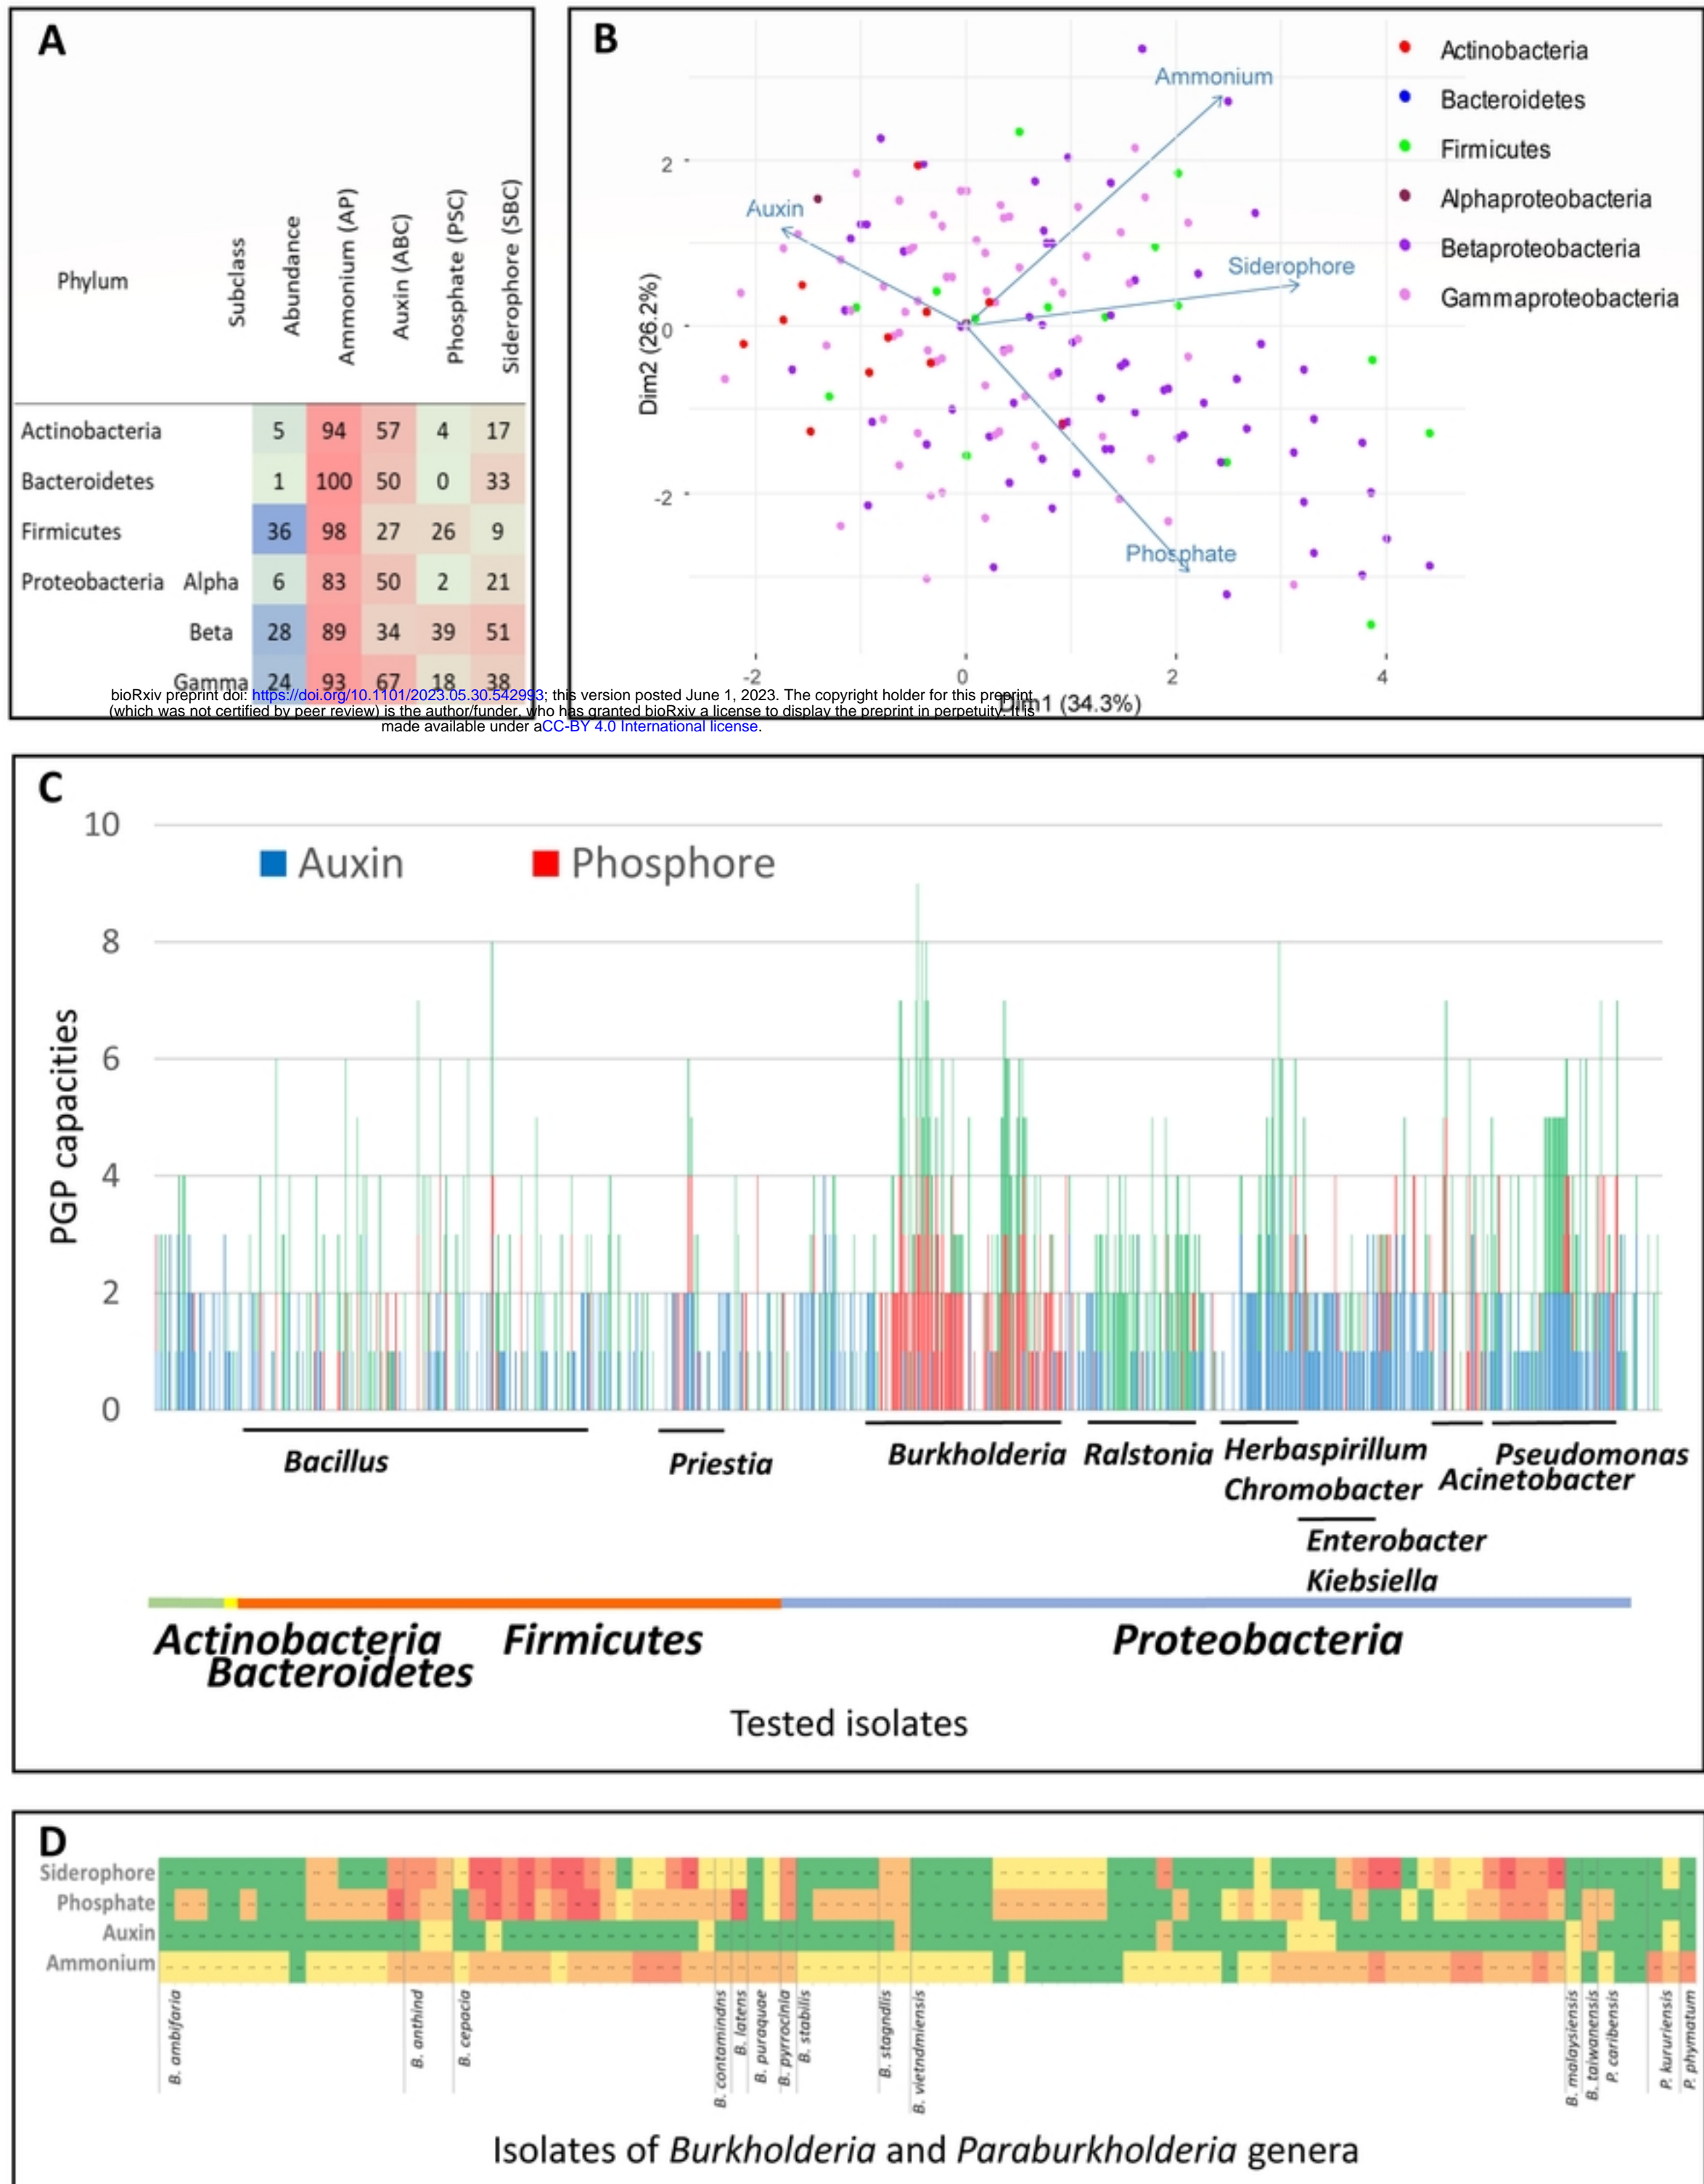 A
Phylum
Subclass
Abundance
Ammonium (AP)
Auxin (ABC)
Phosphate (PSC)
Siderophore (SBC)
Actinobacteria 5 94 57 4 17
Bacteroidetes 1 100 50 0 33
Firmicutes 36 98 27 26 9
Proteobacteria Alpha 6 83 50 2 21
Beta 28 89 34 39 51
Gamma 24 93 67 18 38
B
Actinobacteria
Bacteroidetes
Firmicutes
Alphaproteobacteria
Betaproteobacteria
Gammaproteobacteria
Ammonium
Auxin
Siderophore
Phosphate
Dim2 (26.2%)
2
0
-2
-2 0 2 4
Dim1 (34.3%)
bioRxiv preprint doi: https://doi.org/10.1101/2023.05.30.542993; this version posted June 1, 2023. The copyright holder for this preprint
(which was not certified by peer review) is the author/funder, who has granted bioRxiv a license to display the preprint in perpetuity. It is
made available under aCC-BY 4.0 International license.
C
Auxin Phosphore
PGP capacities
10
8
6
4
2
0
Bacillus
Priestia
Burkholderia
Ralstonia
Herbaspirillum
Chromobacter
Enterobacter
Kiebsiella
Acinetobacter
Pseudomonas
Actinobacteria
Bacteroidetes
Firmicutes
Proteobacteria
Tested isolates
D
Siderophore
Phosphate
Auxin
Ammonium
B. ambifaria
B. anthind
B. cepacia
B. contamindns
B. latens
B. puraquae
B. pyrrocinia
B. stabilis
B. stagndlis
B. vietndmiensis
B. malaysiensis
B. taiwanensis
P. caribensis
P. kururiensis
P. phymatum
Isolates of Burkholderia and Paraburkholderia genera